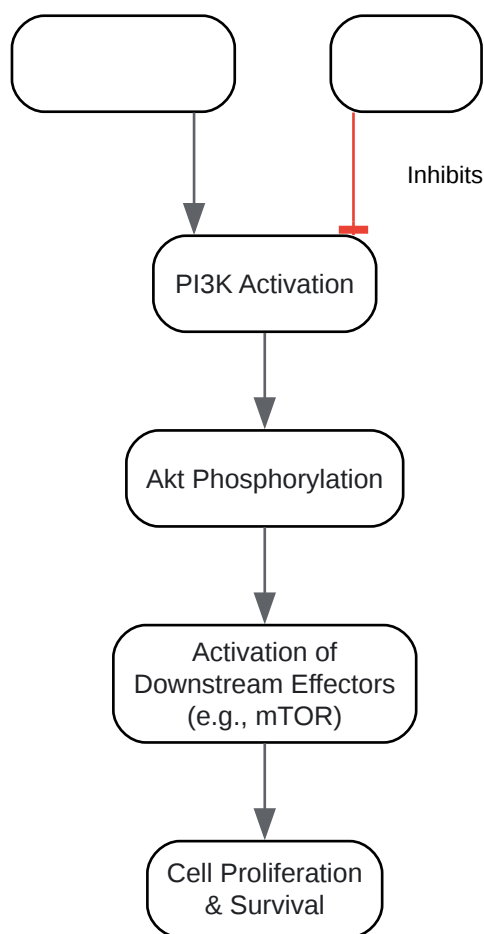 Inhibits
PI3K Activation
Akt Phosphorylation
Activation of
Downstream Effectors
(e.g., mTOR)
Cell Proliferation
& Survival